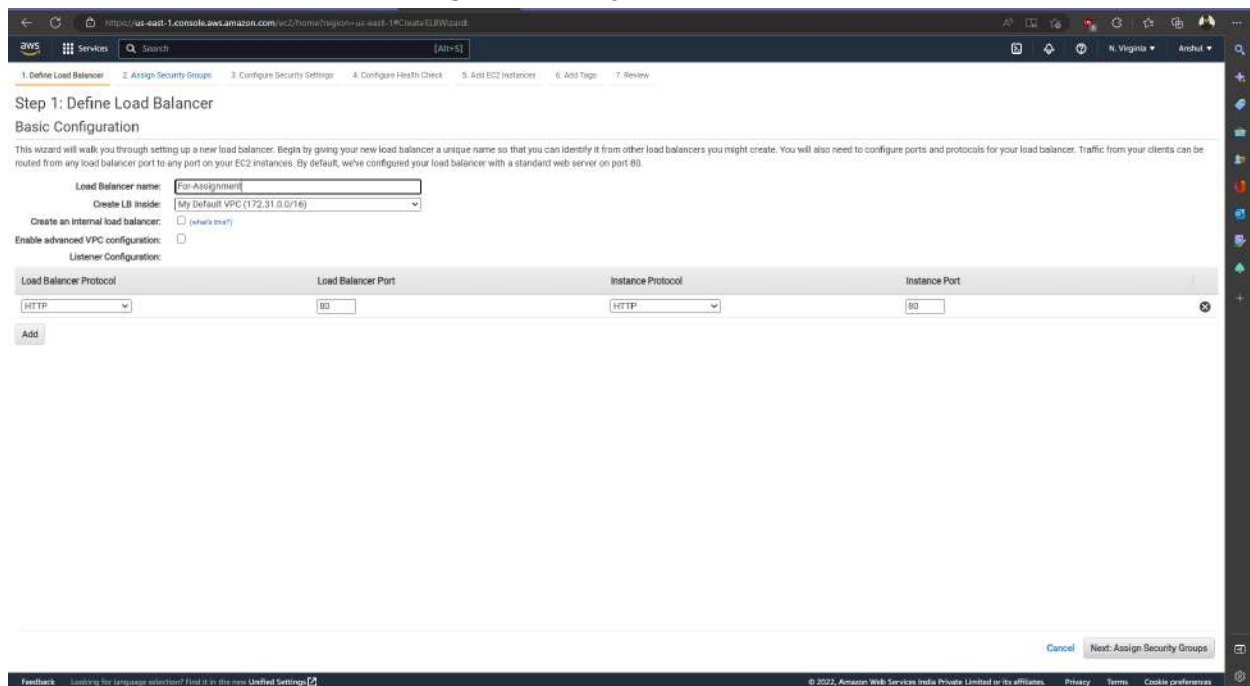 https://us-east-1.console.aws.amazon.com/ec2/home?region=us-east-1#CreateELBWizard:
aws Services Search [Alt+S] N. Virginia Anshul
1. Define Load Balancer 2. Assign Security Groups 3. Configure Security Settings 4. Configure Health Check 5. Add EC2 Instances 6. Add Tags 7. Review
Step 1: Define Load Balancer
Basic Configuration
This wizard will walk you through setting up a new load balancer. Begin by giving your new load balancer a unique name so that you can identify it from other load balancers you might create. You will also need to configure ports and protocols for your load balancer. Traffic from your clients can be
routed from any load balancer port to any port on your EC2 instances. By default, we've configured your load balancer with a standard web server on port 80.
Load Balancer name: For-Assignment
Create LB Inside: My Default VPC (172.31.0.0/16)
Create an internal load balancer: (what's this?)
Enable advanced VPC configuration:
Listener Configuration:
Load Balancer Protocol Load Balancer Port Instance Protocol Instance Port
HTTP 80 HTTP 80
Add
Cancel Next: Assign Security Groups
Feedback Looking for language selection? Find it in the new Unified Settings © 2022, Amazon Web Services India Private Limited or its affiliates. Privacy Terms Cookie preferences